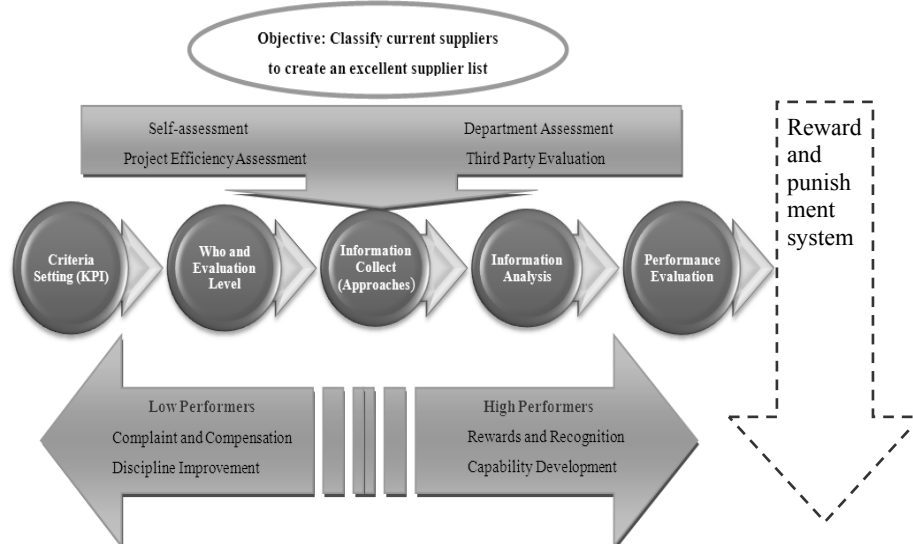 Objective: Classify current suppliers
to create an excellent supplier list
Self-assessment
Project Efficiency Assessment
Department Assessment
Third Party Evaluation
Reward
and
punish
ment
system
Criteria
Setting (KPI)
Who and
Evaluation
Level
Information
Collect
(Approaches)
Information
Analysis
Performance
Evaluation
Low Performers
Complaint and Compensation
Discipline Improvement
High Performers
Rewards and Recognition
Capability Development